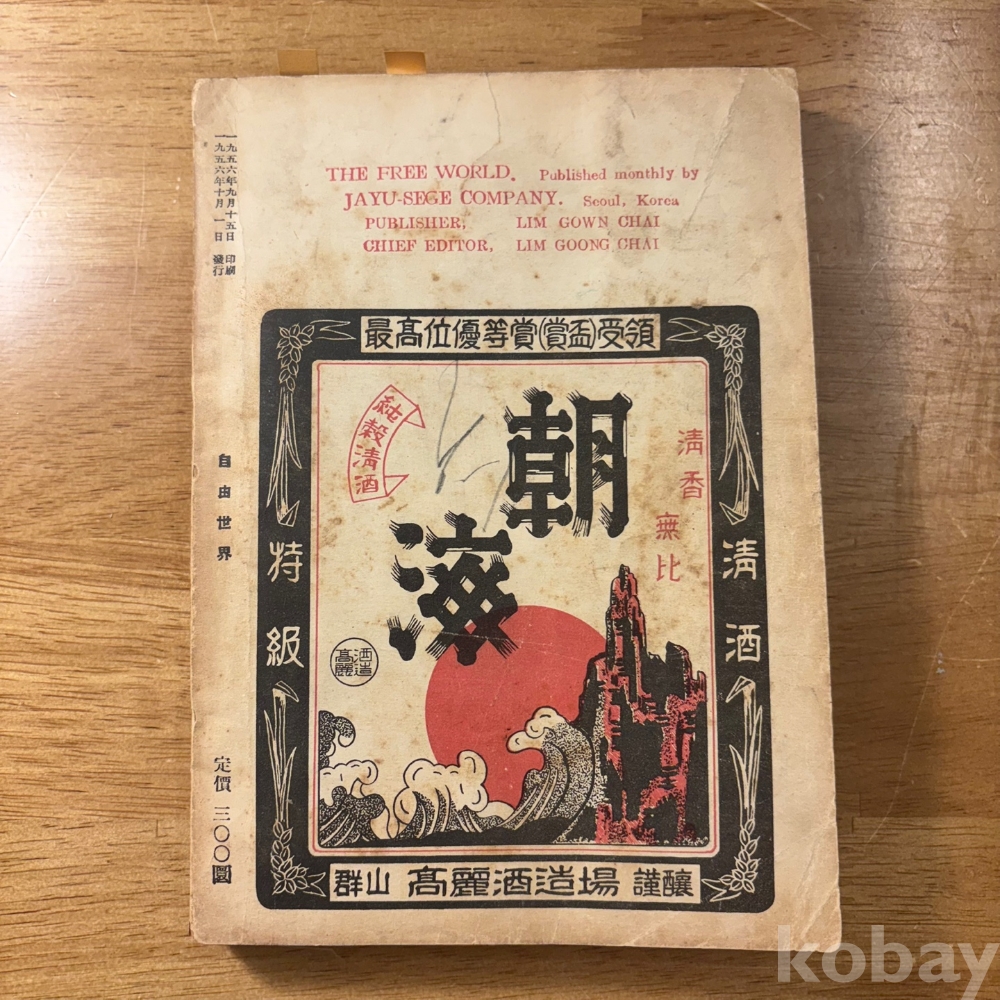 THE FREE WORLD. Published monthly by
JAYU-SEGE COMPANY. Seoul, Korea
PUBLISHER, LIM GOWN CHAI
CHIEF EDITOR, LIM GOONG CHAI
一九五六年九月十五日 印刷
一九五六年十月一日 發行
自由世界
定價 三〇〇圜
最高位優等賞(賞盃)受領
朝海
清香無比
純穀清酒
清酒
特級
高麗酒造
群山 高麗酒造場 謹釀
kobay